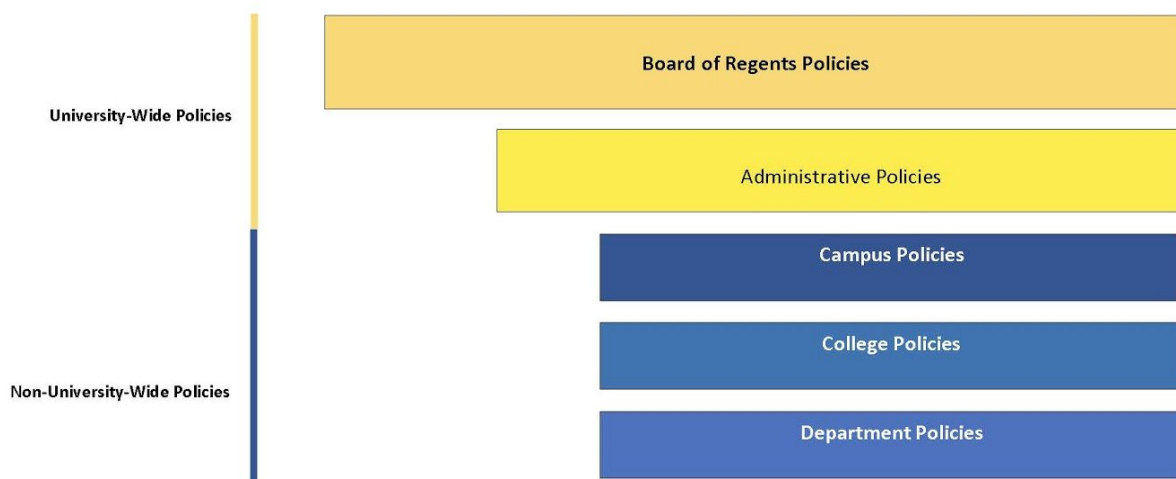 Board of Regents Policies
University-Wide Policies
Administrative Policies
Campus Policies
College Policies
Non-University-Wide Policies
Department Policies